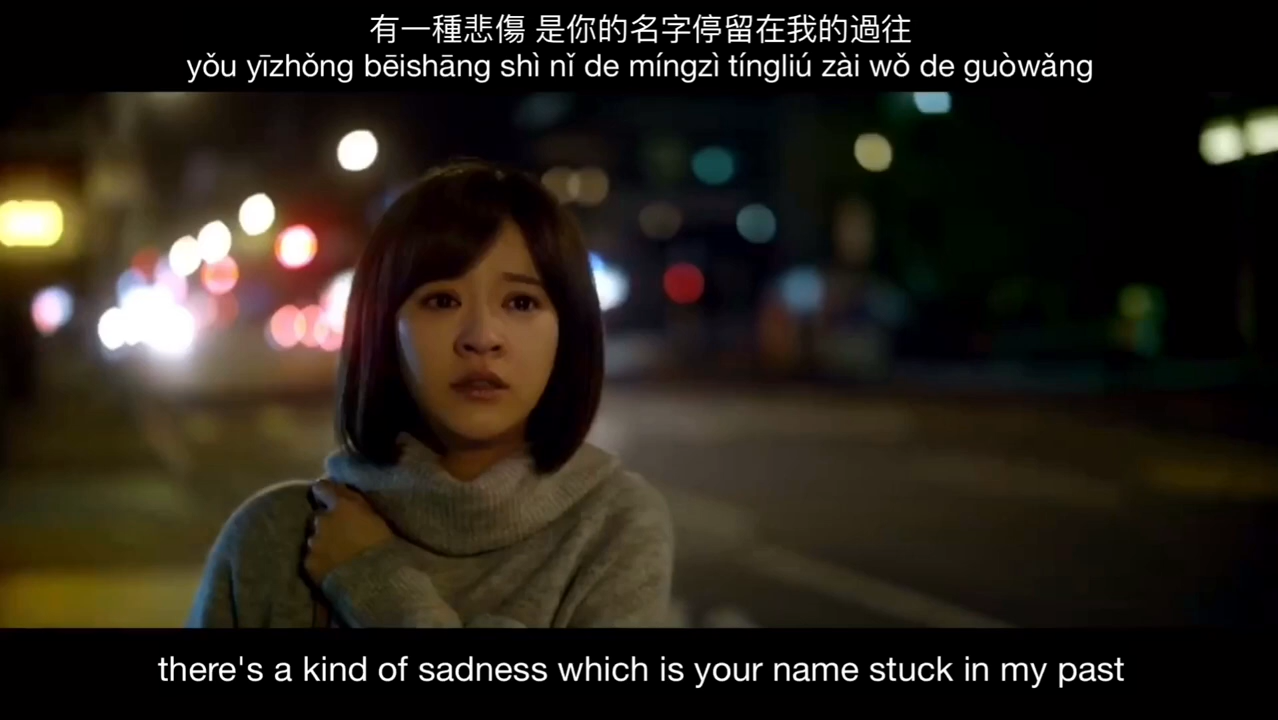 有一種悲傷 是你的名字停留在我的過往
yǒu yīzhǒng bēishāng shì nǐ de míngzì tíngliú zài wǒ de guòwǎng
there's a kind of sadness which is your name stuck in my past